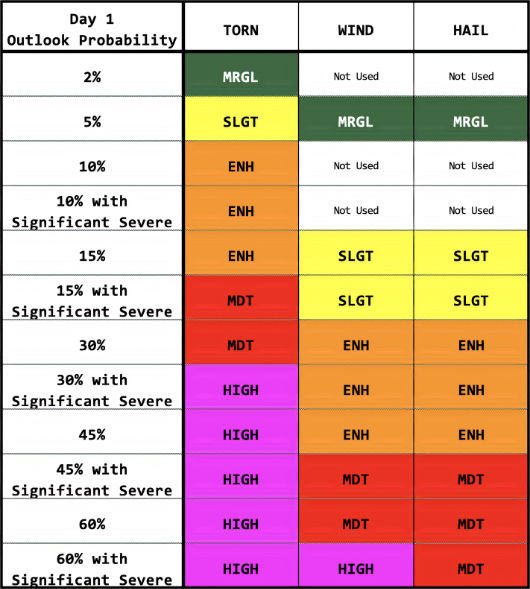 Day 1
Outlook Probability TORN WIND HAIL
2% MRGL Not Used Not Used
5% SLGT MRGL MRGL
10% ENH Not Used Not Used
10% with
Significant Severe ENH Not Used Not Used
15% ENH SLGT SLGT
15% with
Significant Severe MDT SLGT SLGT
30% MDT ENH ENH
30% with
Significant Severe HIGH ENH ENH
45% HIGH ENH ENH
45% with
Significant Severe HIGH MDT MDT
60% HIGH MDT MDT
60% with
Significant Severe HIGH HIGH MDT